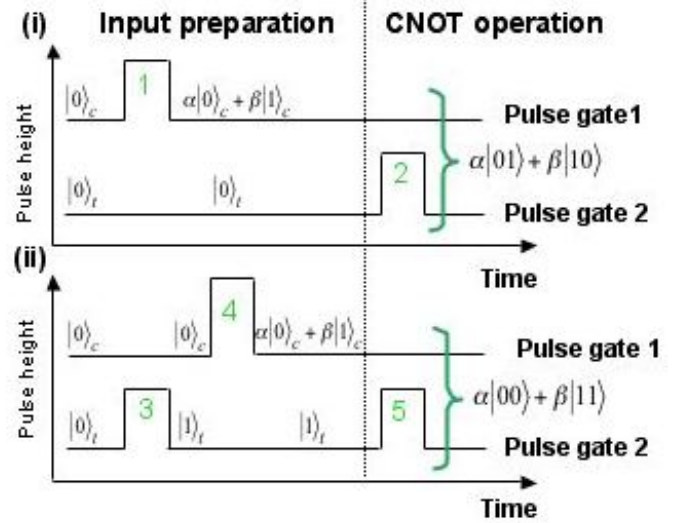 (i) Input preparation CNOT operation
Pulse height
|0⟩c 1 α|0⟩c + β|1⟩c Pulse gate1
α|01⟩ + β|10⟩
|0⟩t |0⟩t 2 Pulse gate 2
Time
(ii)
Pulse height
|0⟩c |0⟩c 4 α|0⟩c + β|1⟩c Pulse gate 1
α|00⟩ + β|11⟩
|0⟩t 3 |1⟩t |1⟩t 5 Pulse gate 2
Time